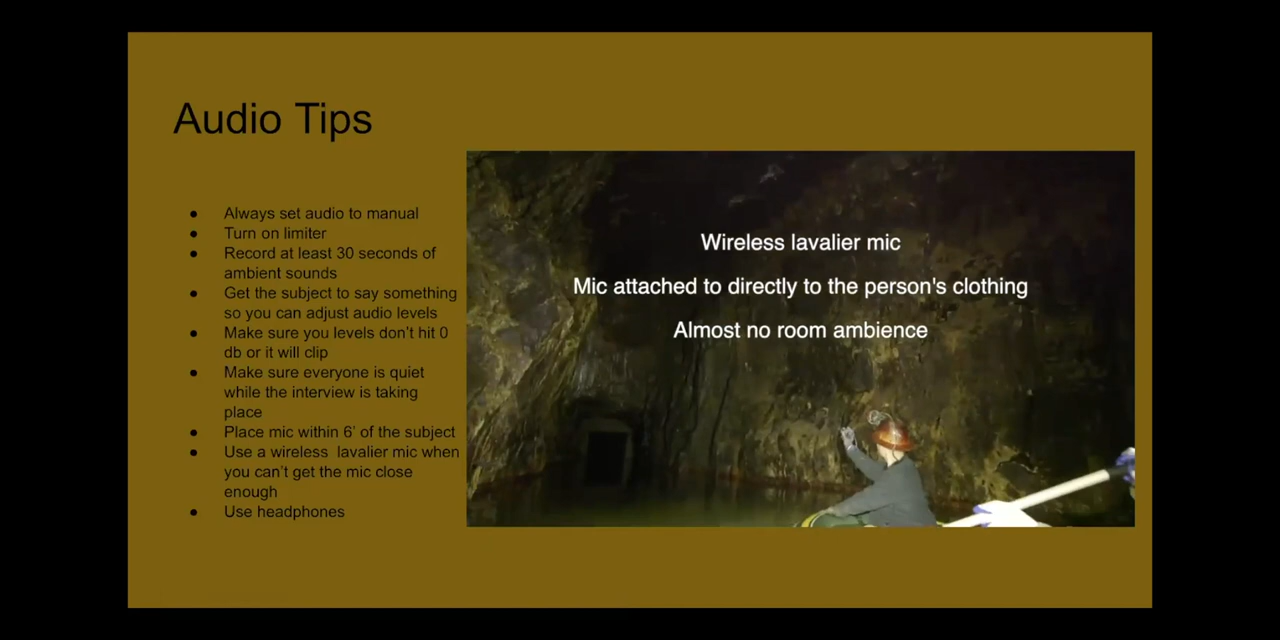 Audio Tips
● Always set audio to manual
● Turn on limiter
● Record at least 30 seconds of
ambient sounds
● Get the subject to say something
so you can adjust audio levels
● Make sure you levels don't hit 0
db or it will clip
● Make sure everyone is quiet
while the interview is taking
place
● Place mic within 6' of the subject
● Use a wireless lavalier mic when
you can't get the mic close
enough
● Use headphones
Wireless lavalier mic
Mic attached to directly to the person's clothing
Almost no room ambience